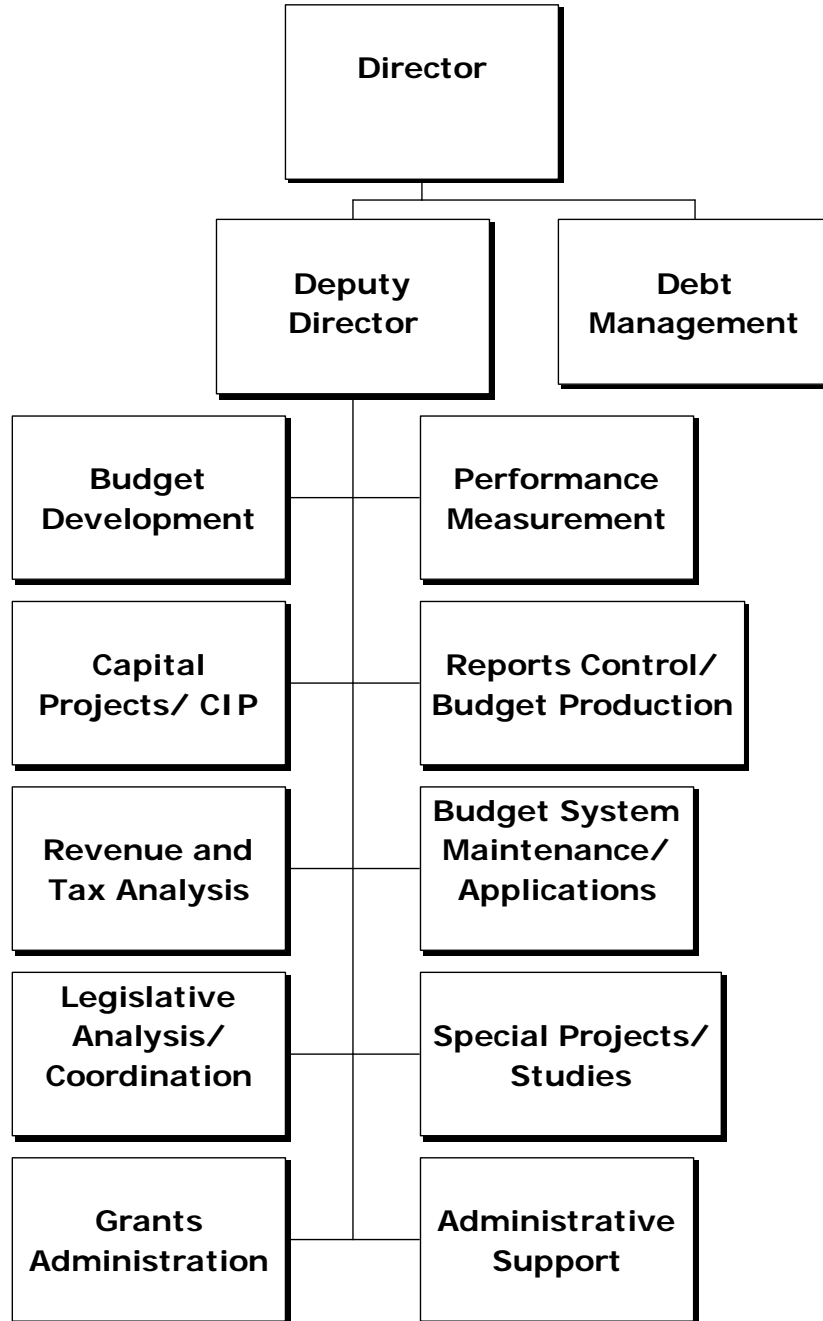 Director
Deputy
Director
Debt
Management
Budget
Development
Performance
Measurement
Capital
Projects/ CIP
Reports Control/
Budget Production
Revenue and
Tax Analysis
Budget System
Maintenance/
Applications
Legislative
Analysis/
Coordination
Special Projects/
Studies
Grants
Administration
Administrative
Support